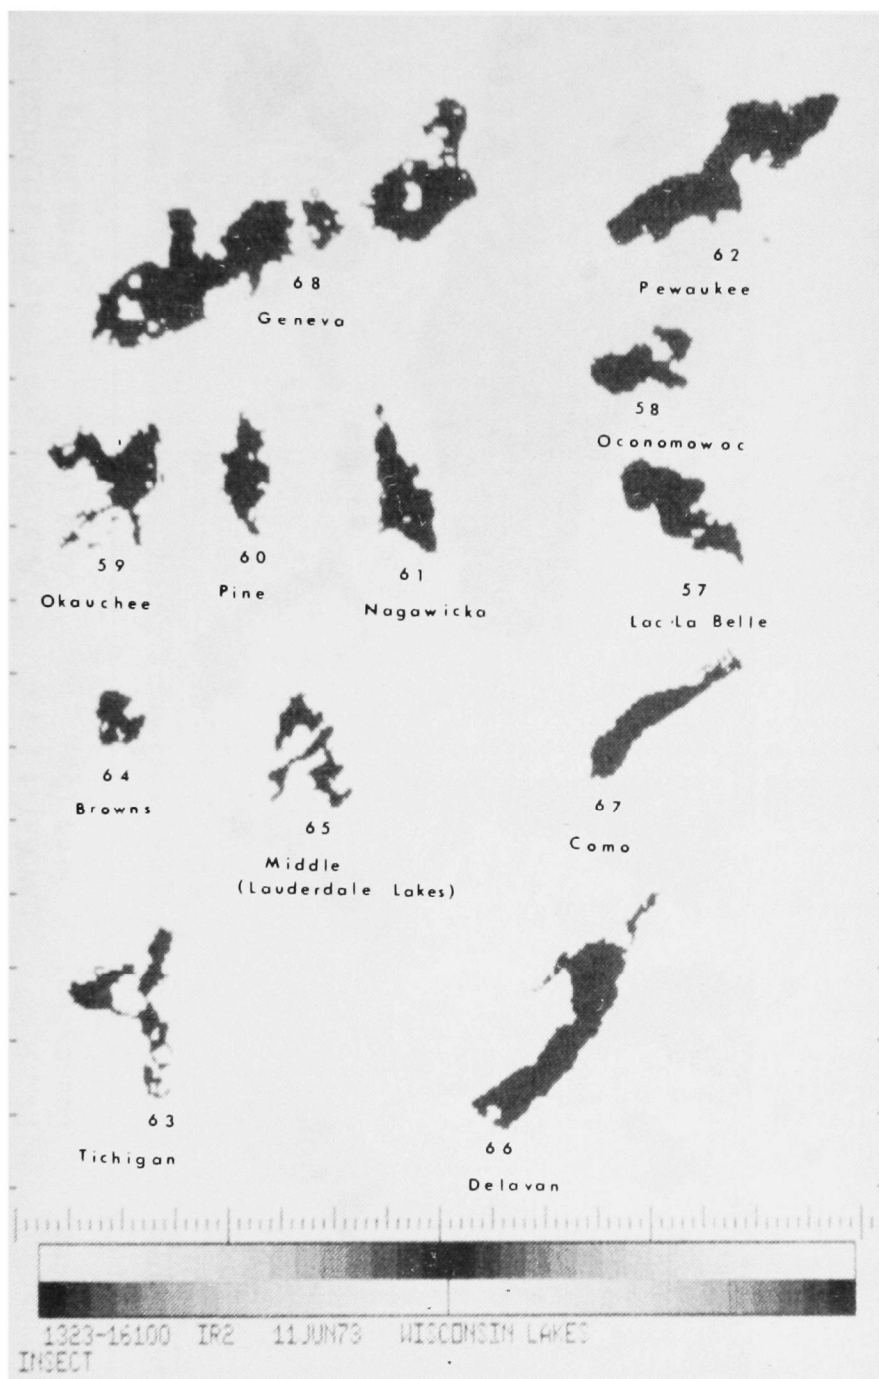 68
Geneva
62
Pewaukee
58
Oconomowoc
59
Okauchee
60
Pine
61
Nagawicka
57
Lac La Belle
64
Browns
65
Middle
(Lauderdale Lakes)
67
Como
63
Tichigan
66
Delavan
1323-16100 IR2 11JUN73 WISCONSIN LAKES
INSECT